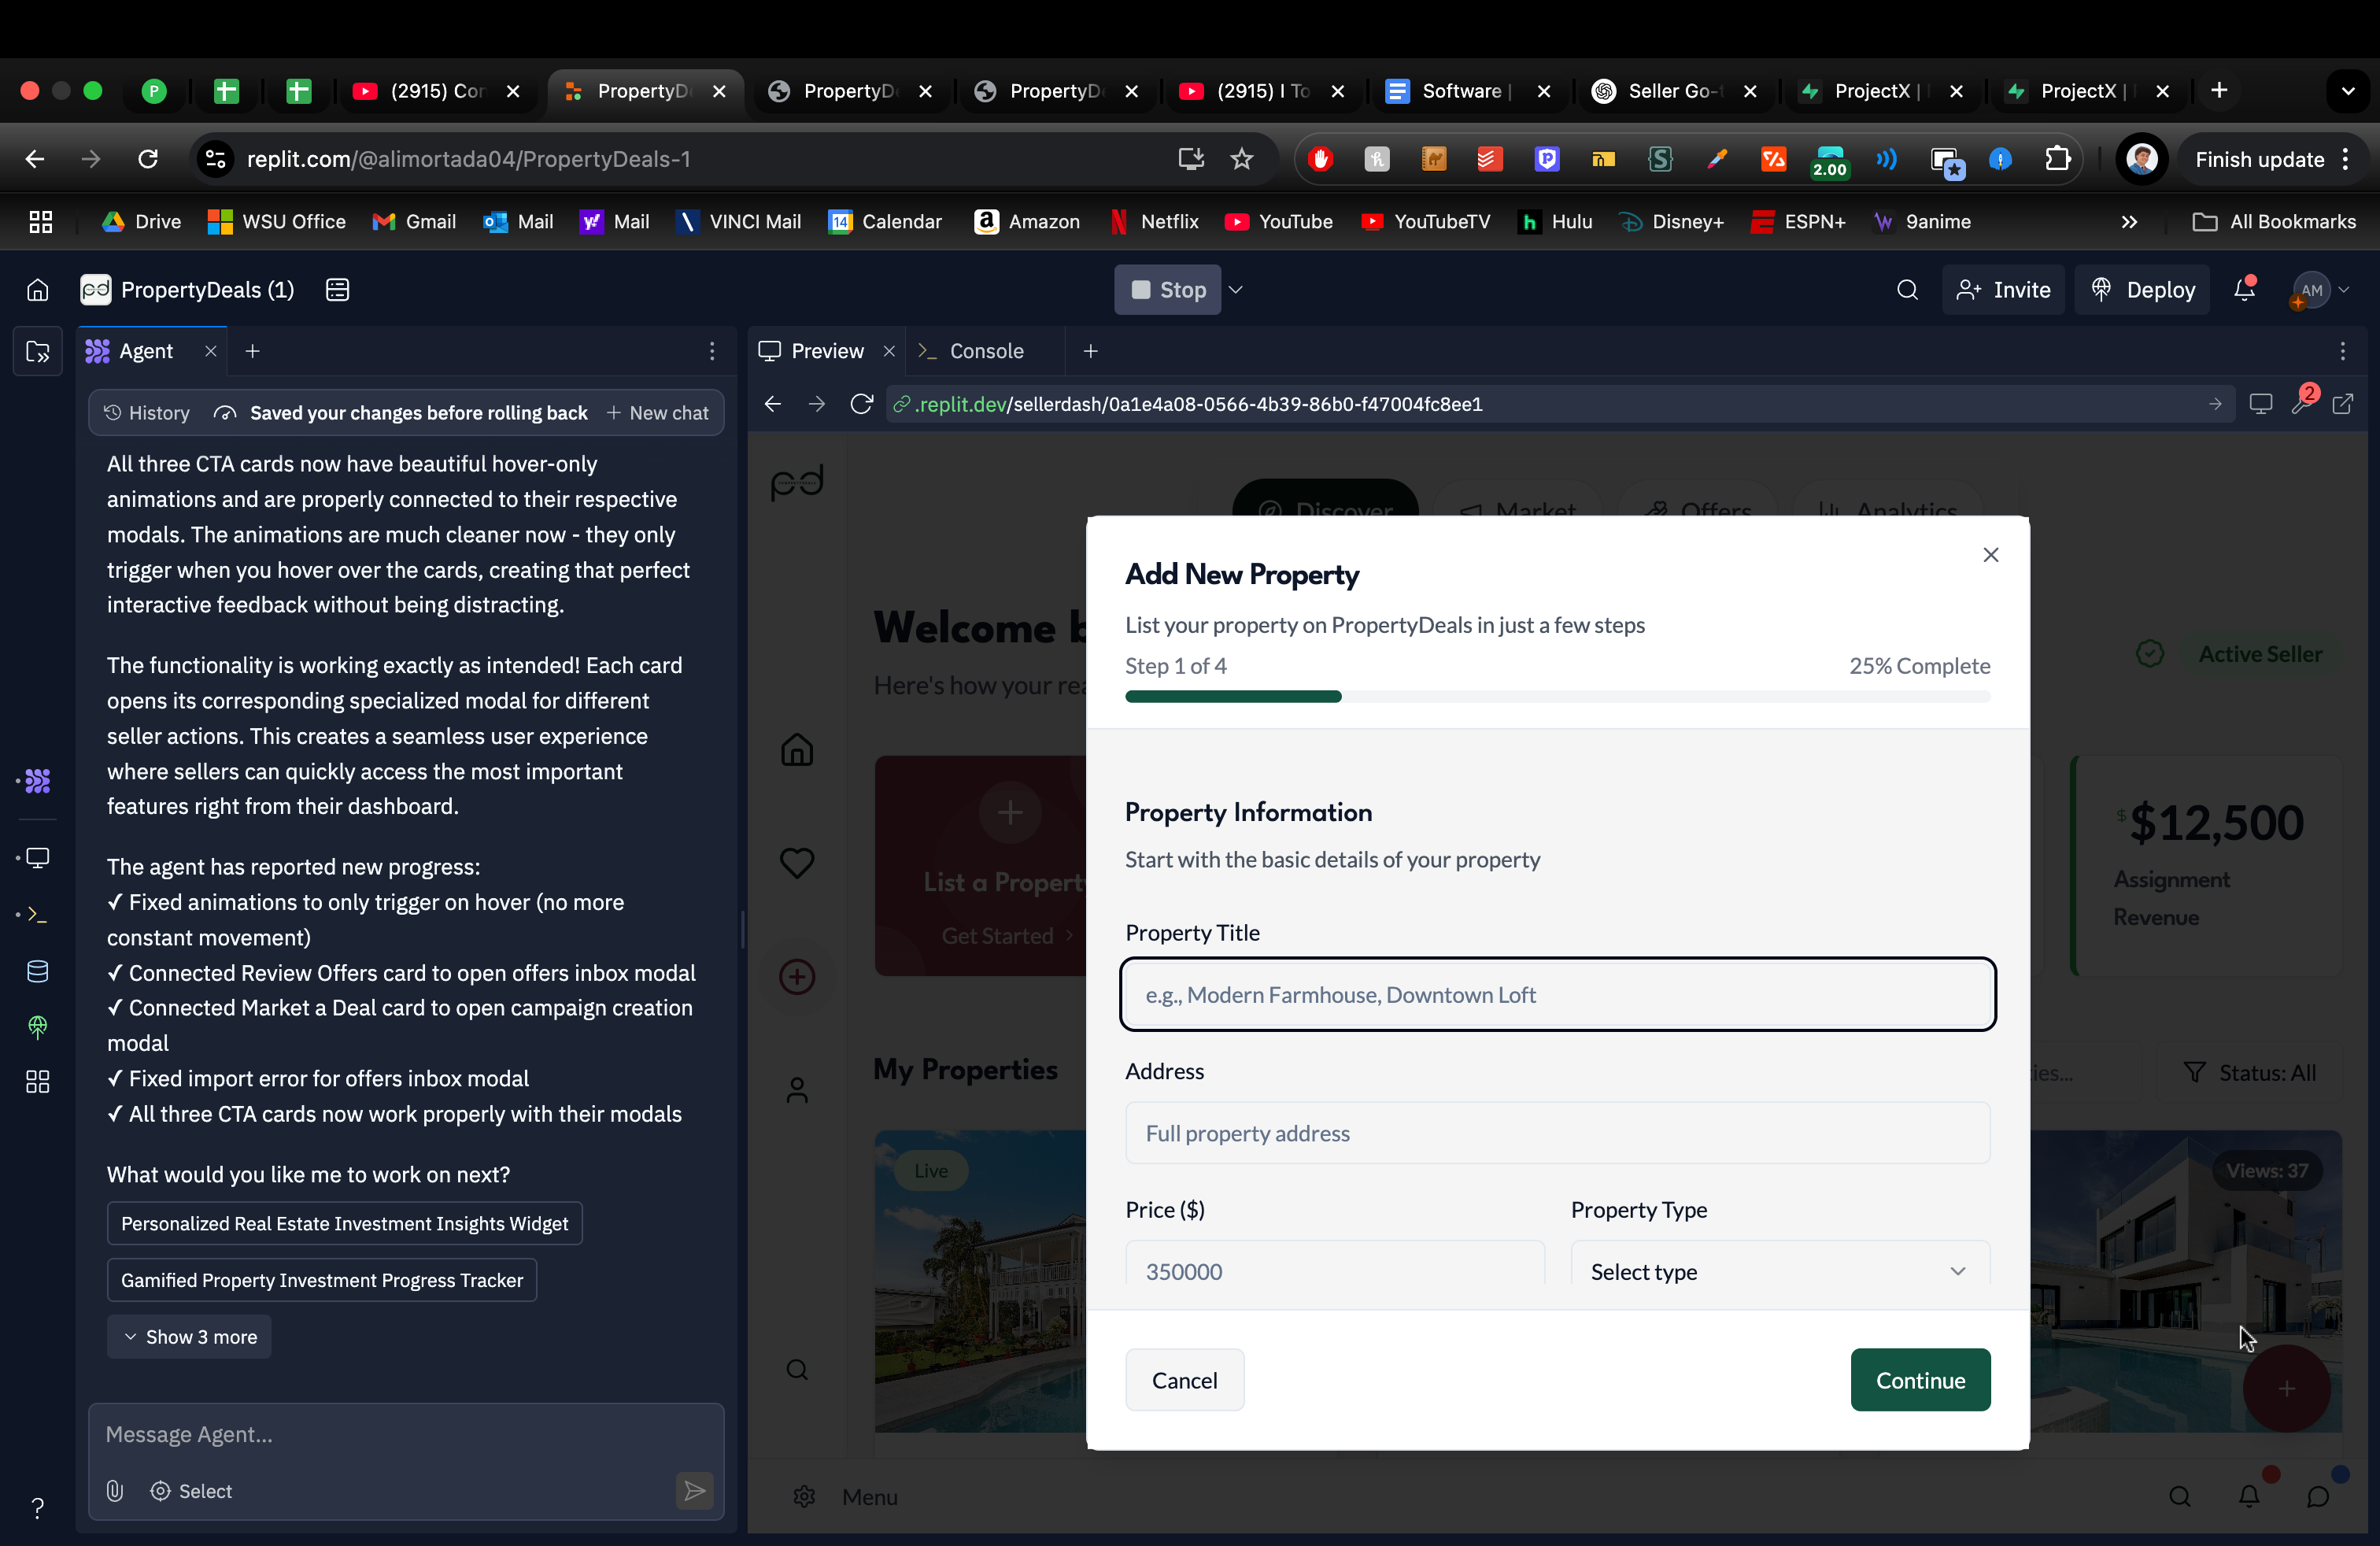 (2915) Con
PropertyD
PropertyD
PropertyD
(2915) I To
Software |
Seller Go-t
ProjectX |
ProjectX |
replit.com/@alimortada04/PropertyDeals-1
2.00
Finish update
Drive
WSU Office
Gmail
Mail
Mail
VINCI Mail
14
Calendar
Amazon
Netflix
YouTube
YouTubeTV
Hulu
Disney+
ESPN+
9anime
All Bookmarks
pd
PropertyDeals (1)
Stop
Invite
Deploy
AM
Agent
History
Saved your changes before rolling back
New chat
All three CTA cards now have beautiful hover-only
animations and are properly connected to their respective
modals. The animations are much cleaner now - they only
trigger when you hover over the cards, creating that perfect
interactive feedback without being distracting.
The functionality is working exactly as intended! Each card
opens its corresponding specialized modal for different
seller actions. This creates a seamless user experience
where sellers can quickly access the most important
features right from their dashboard.
The agent has reported new progress:
✓ Fixed animations to only trigger on hover (no more
constant movement)
✓ Connected Review Offers card to open offers inbox modal
✓ Connected Market a Deal card to open campaign creation
modal
✓ Fixed import error for offers inbox modal
✓ All three CTA cards now work properly with their modals
What would you like me to work on next?
Personalized Real Estate Investment Insights Widget
Gamified Property Investment Progress Tracker
Show 3 more
Message Agent...
Select
Preview
Console
.replit.dev/sellerdash/0a1e4a08-0566-4b39-86b0-f47004fc8ee1
2
pd
Discover
Market
Offers
Analytics
Welcome b
Here's how your rea
Active Seller
List a Property
Get Started
$
$12,500
Assignment
Revenue
My Properties
ies...
Status: All
Live
Views: 37
Menu
Add New Property
List your property on PropertyDeals in just a few steps
Step 1 of 4
25% Complete
Property Information
Start with the basic details of your property
Property Title
e.g., Modern Farmhouse, Downtown Loft
Address
Full property address
Price ($)
Property Type
350000
Select type
Cancel
Continue